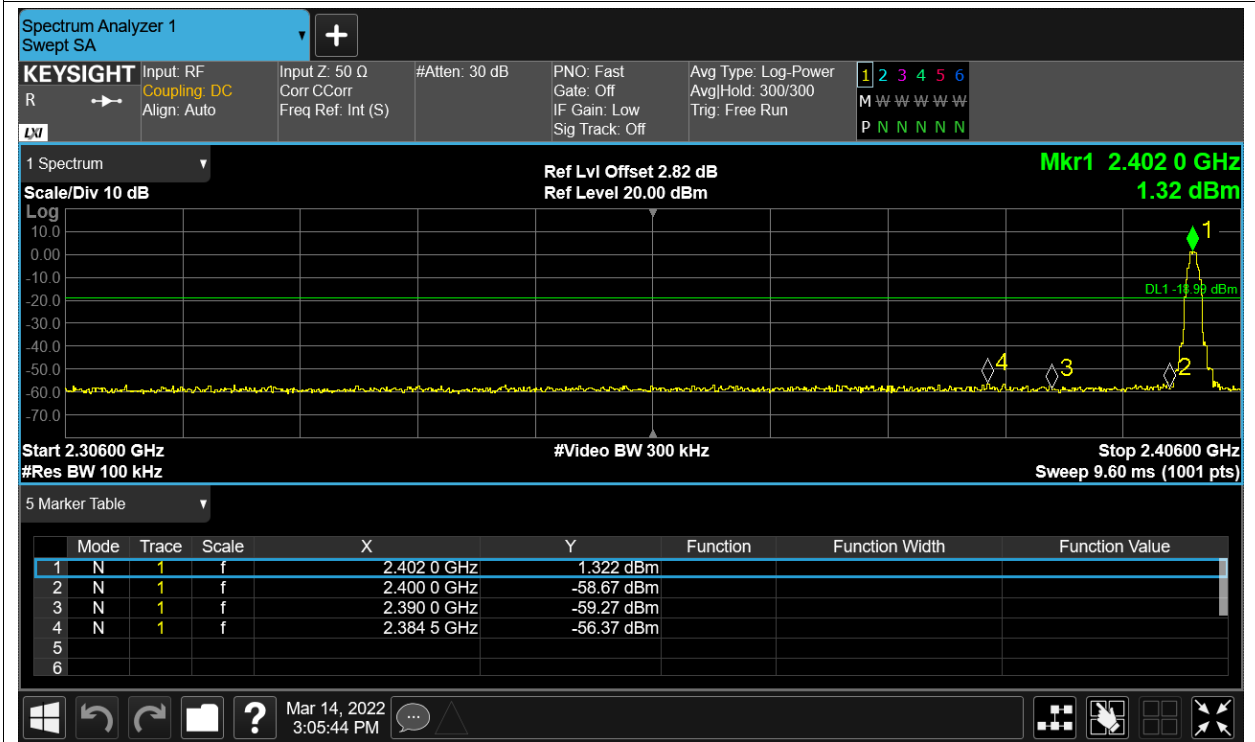 Spectrum Analyzer 1
Swept SA
+
KEYSIGHT
R
LXI
Input: RF
Coupling: DC
Align: Auto
Input Z: 50 Ω
Corr CCorr
Freq Ref: Int (S)
#Atten: 30 dB
PNO: Fast
Gate: Off
IF Gain: Low
Sig Track: Off
Avg Type: Log-Power
Avg|Hold: 300/300
Trig: Free Run
1 2 3 4 5 6
M W W W W W
P N N N N N
1 Spectrum
Scale/Div 10 dB
Ref Lvl Offset 2.82 dB
Ref Level 20.00 dBm
Mkr1 2.402 0 GHz
1.32 dBm
Log
10.0
0.00
-10.0
-20.0
-30.0
-40.0
-50.0
-60.0
-70.0
1
DL1 -18.99 dBm
4
3
2
Start 2.30600 GHz
#Video BW 300 kHz
Stop 2.40600 GHz
#Res BW 100 kHz
Sweep 9.60 ms (1001 pts)
5 Marker Table
Mode Trace Scale X Y Function Function Width Function Value
1 N 1 f 2.402 0 GHz 1.322 dBm
2 N 1 f 2.400 0 GHz -58.67 dBm
3 N 1 f 2.390 0 GHz -59.27 dBm
4 N 1 f 2.384 5 GHz -56.37 dBm
5
6
?
Mar 14, 2022
3:05:44 PM